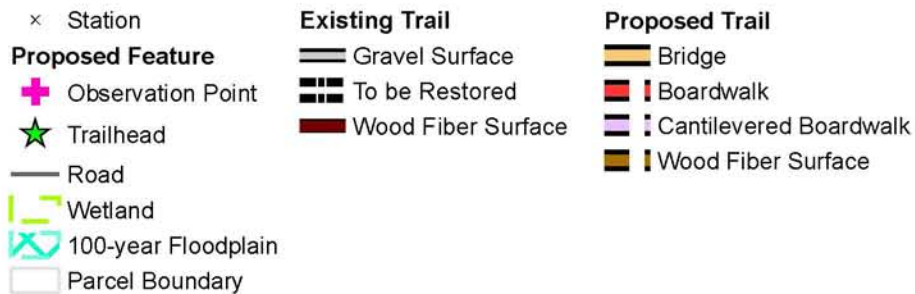 Station
Proposed Feature
Observation Point
Trailhead
Road
Wetland
100-year Floodplain
Parcel Boundary
Existing Trail
Gravel Surface
To be Restored
Wood Fiber Surface
Proposed Trail
Bridge
Boardwalk
Cantilevered Boardwalk
Wood Fiber Surface